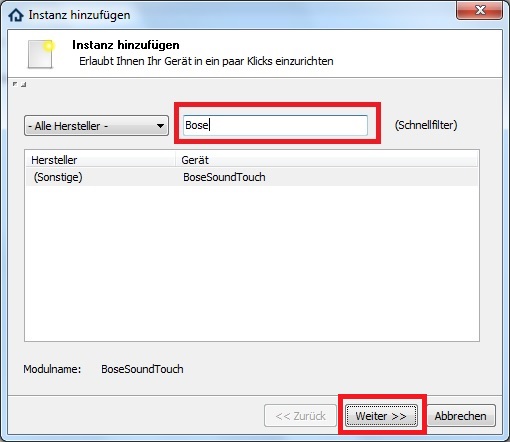 Instanz hinzufügen
Instanz hinzufügen
Erlaubt Ihnen Ihr Gerät in ein paar Klicks einzurichten
- Alle Hersteller - Bose (Schnellfilter)
Hersteller Gerät
(Sonstige) BoseSoundTouch
Modulname: BoseSoundTouch
<< Zurück Weiter >> Abbrechen